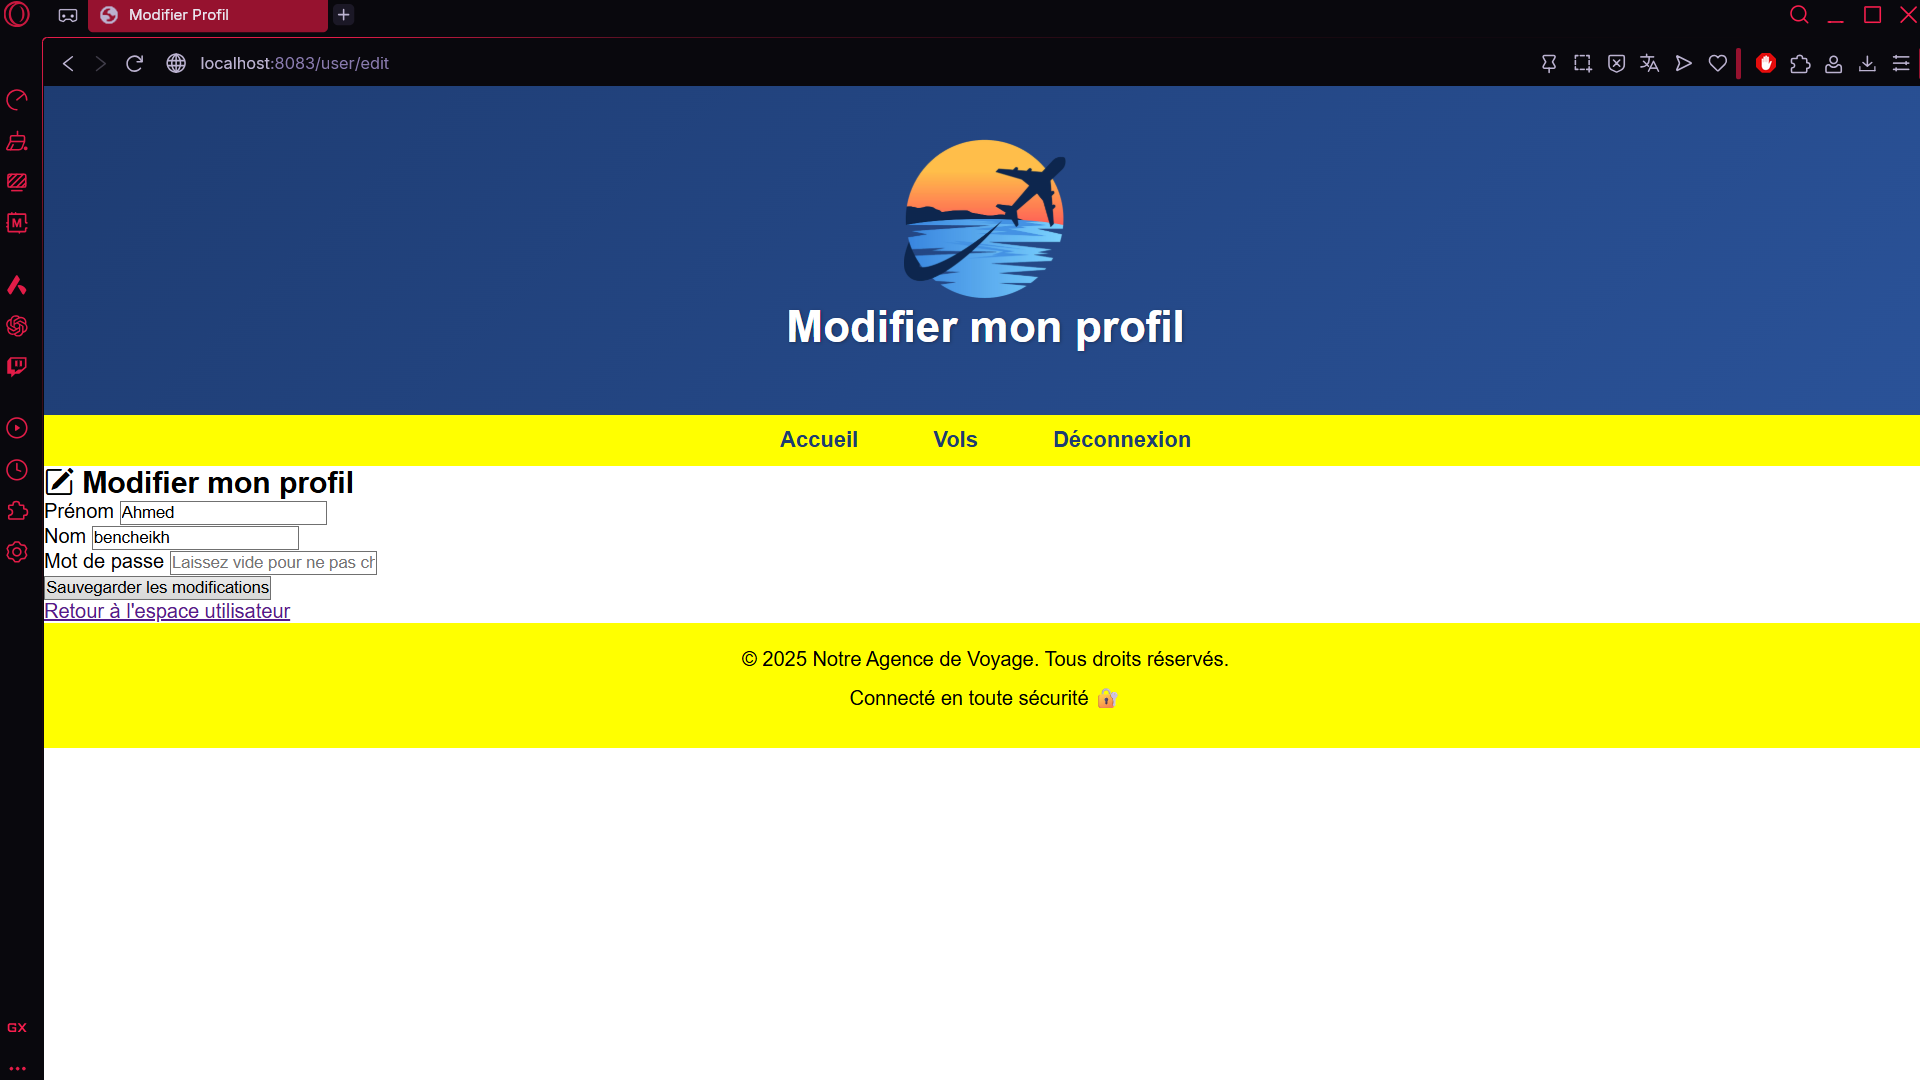 Modifier Profil
localhost:8083/user/edit
M
Modifier mon profil
Accueil Vols Déconnexion
Modifier mon profil
Prénom Ahmed
Nom bencheikh
Mot de passe Laissez vide pour ne pas ch
Sauvegarder les modifications
Retour à l'espace utilisateur
© 2025 Notre Agence de Voyage. Tous droits réservés.
Connecté en toute sécurité 🔐
GX